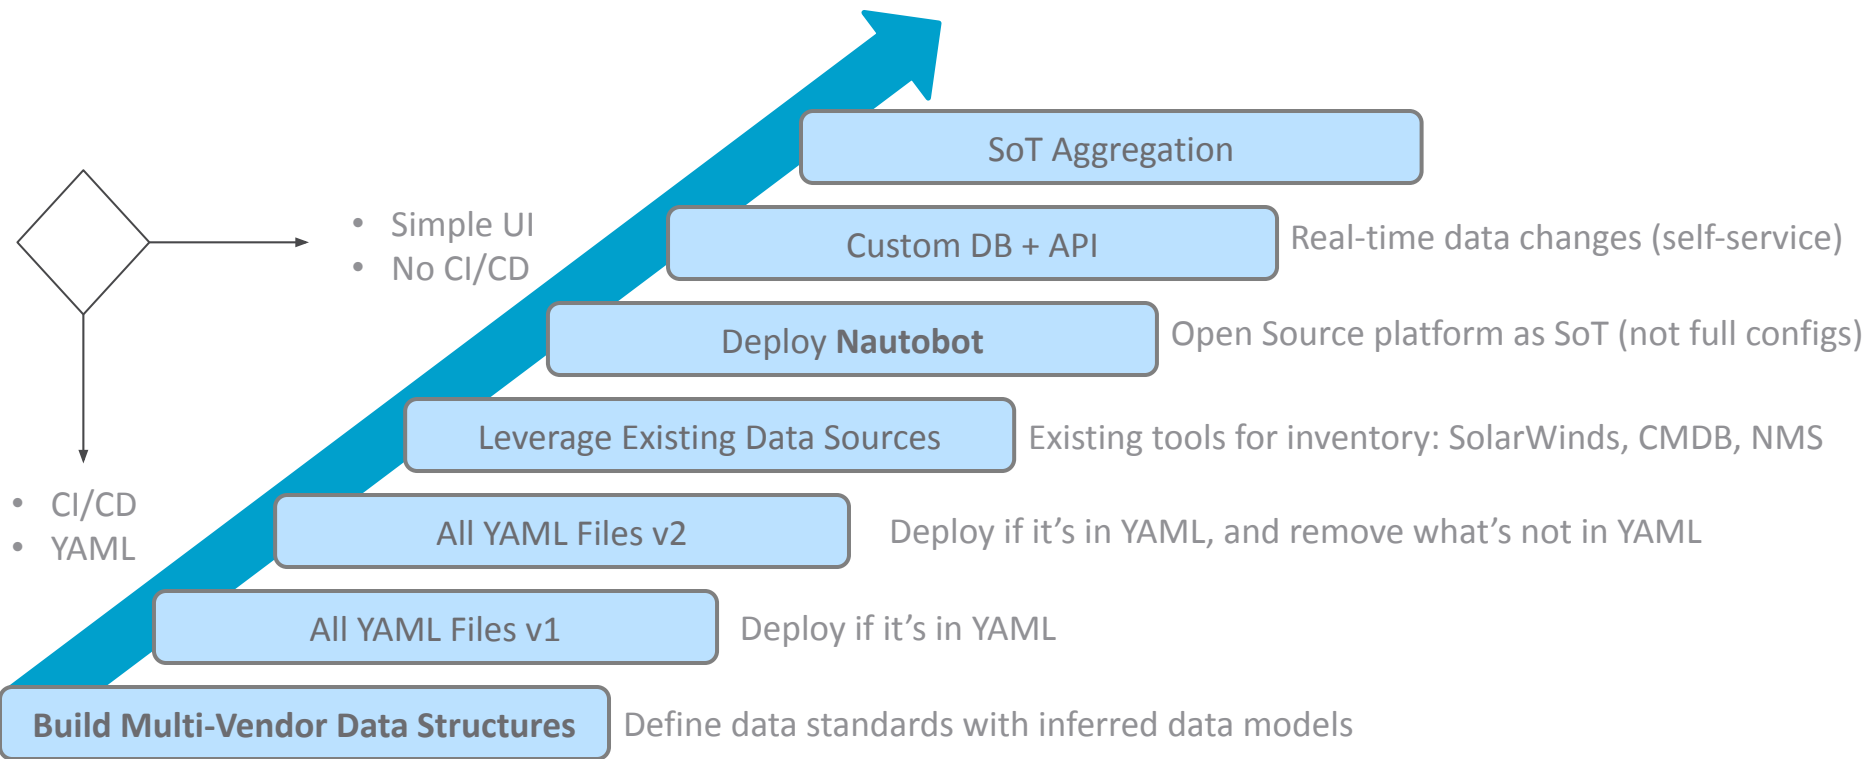 SoT Aggregation
• Simple UI
• No CI/CD
Custom DB + API
Real-time data changes (self-service)
Deploy Nautobot
Open Source platform as SoT (not full configs)
Leverage Existing Data Sources
Existing tools for inventory: SolarWinds, CMDB, NMS
• CI/CD
• YAML
All YAML Files v2
Deploy if it’s in YAML, and remove what’s not in YAML
All YAML Files v1
Deploy if it’s in YAML
Build Multi-Vendor Data Structures
Define data standards with inferred data models